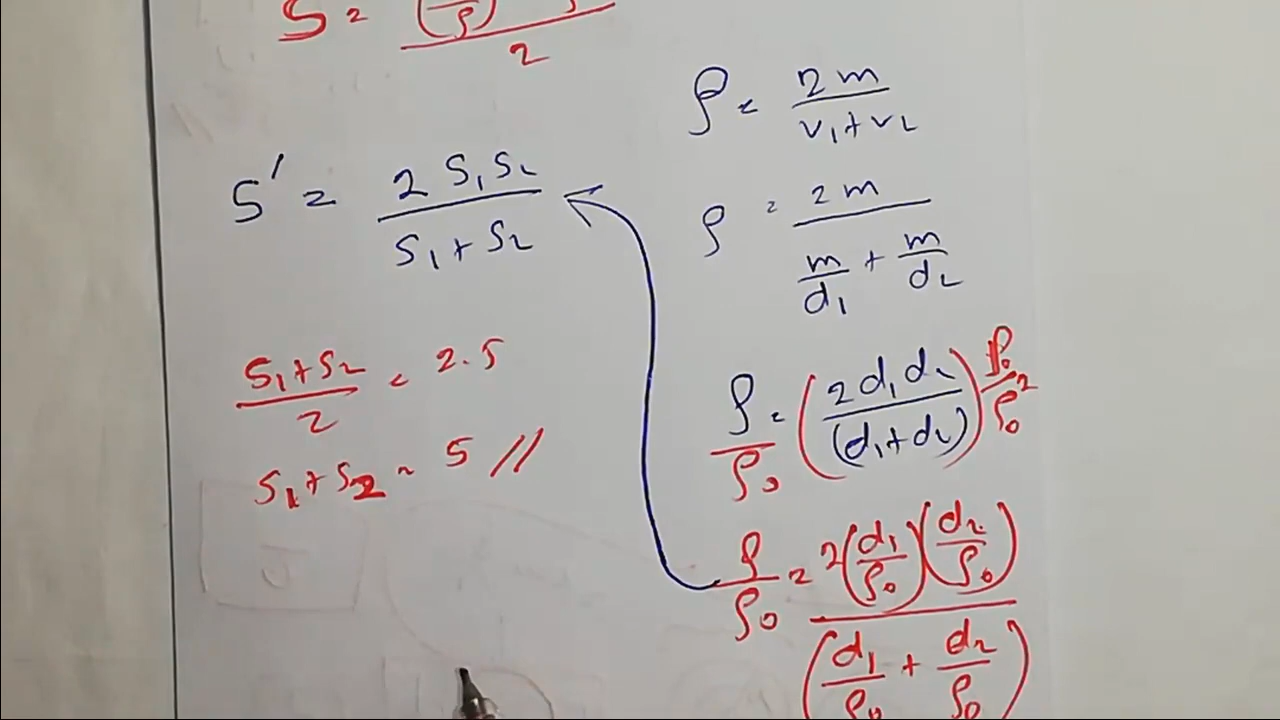 S = (/ρ) / 2
S' = 2 S₁S₂ / S₁ + S₂
S₁+S₂ / 2 = 2.5
S₁+S₂ = 5 //
ρ = 2m / v₁+v₂
ρ = 2m / (m/d₁ + m/d₂)
ρ/ρ₀ = (2d₁d₂ / (d₁+d₂)) ρ₀/ρ₀²
ρ/ρ₀ = 2(d₁/ρ₀)(d₂/ρ₀) / (d₁/ρ₀ + d₂/ρ₀)